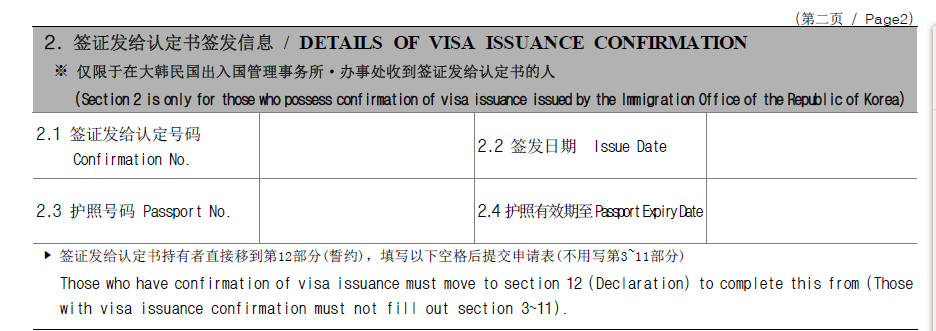 (第二页 / Page2)
2. 签证发给认定书签发信息 / DETAILS OF VISA ISSUANCE CONFIRMATION
※ 仅限于在大韩民国出入国管理事务所·办事处收到签证发给认定书的人
(Section 2 is only for those who possess confirmation of visa issuance issued by the Immigration Office of the Republic of Korea)
2.1 签证发给认定号码
Confirmation No.
2.2 签发日期 Issue Date
2.3 护照号码 Passport No.
2.4 护照有效期至 Passport Expiry Date
▶ 签证发给认定书持有者直接移到第12部分(誓约), 填写以下空格后提交申请表(不用写第3~11部分)
Those who have confirmation of visa issuance must move to section 12 (Declaration) to complete this from (Those
with visa issuance confirmation must not fill out section 3~11).